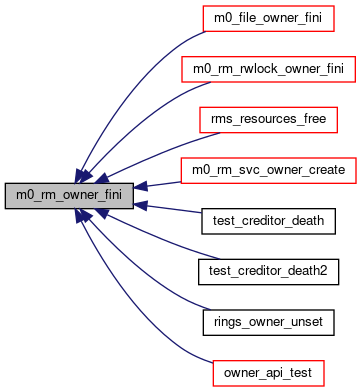 m0_file_owner_fini
m0_rm_rwlock_owner_fini
rms_resources_free
m0_rm_svc_owner_create
m0_rm_owner_fini
test_creditor_death
test_creditor_death2
rings_owner_unset
owner_api_test